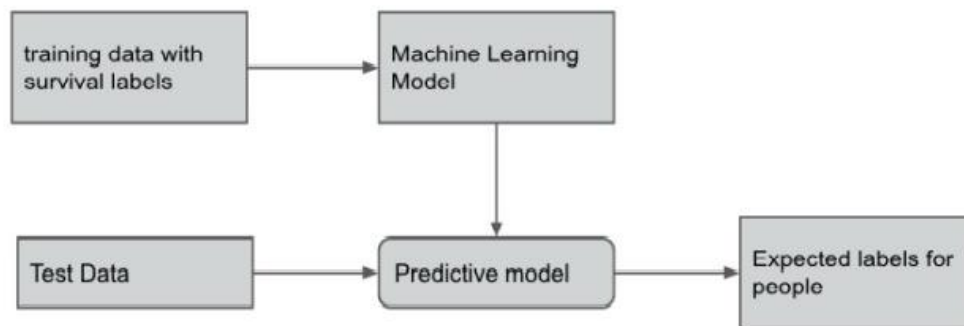 training data with
survival labels
Machine Learning
Model
Test Data
Predictive model
Expected labels for
people